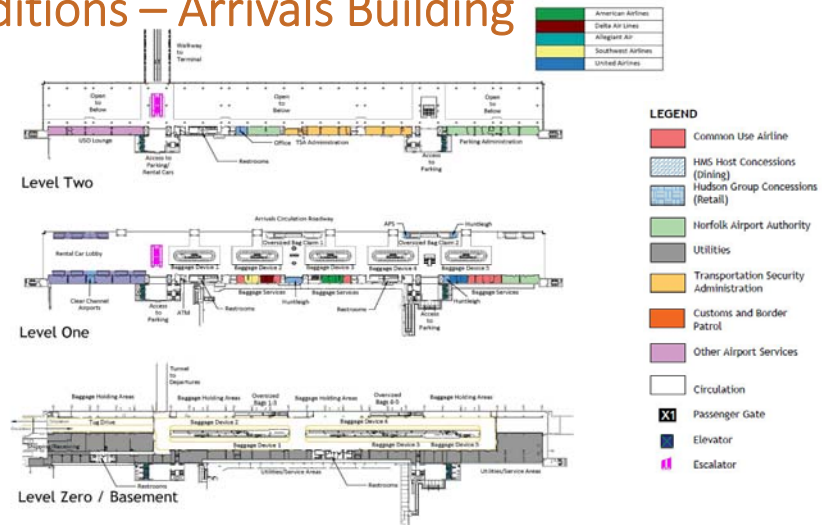 ditions – Arrivals Building
American Airlines
Delta Air Lines
Allegiant Air
Southwest Airlines
United Airlines
Walkway
to
Terminal
Open
to
Below
Open
to
Below
Open
to
Below
USO Lounge
Access to
Parking/
Rental Cars
Restrooms
Office
TSA Administration
Access
to
Parking
Parking Administration
Level Two
Arrivals Circulation Roadway
APS
Huntleigh
Rental Car Lobby
Oversized Bag Claim 1
Oversized Bag Claim 2
Baggage Device 1
Baggage Device 2
Baggage Device 3
Baggage Device 4
Baggage Device 5
Clear Channel
Airports
Access
to
Parking
ATM
Restrooms
Baggage Services
Huntleigh
Baggage Services
Restrooms
Access
to
Parking
Huntleigh
Baggage Services
Level One
Tunnel
to
Departures
Baggage Holding Areas
Baggage Holding Areas
Oversized
Bags 1-3
Baggage Holding Areas
Oversized
Baggage Holding Areas
Tug Drive
Baggage Device 2
Baggage Device 4
Baggage Device 1
Baggage Device 3
Baggage Device 5
Restrooms
Utilities/Service Areas
Restrooms
Utilities/Service Areas
Level Zero / Basement
LEGEND
Common Use Airline
HMS Host Concessions
(Dining)
Hudson Group Concessions
(Retail)
Norfolk Airport Authority
Utilities
Transportation Security
Administration
Customs and Border
Patrol
Other Airport Services
Circulation
X1 Passenger Gate
Elevator
Escalator